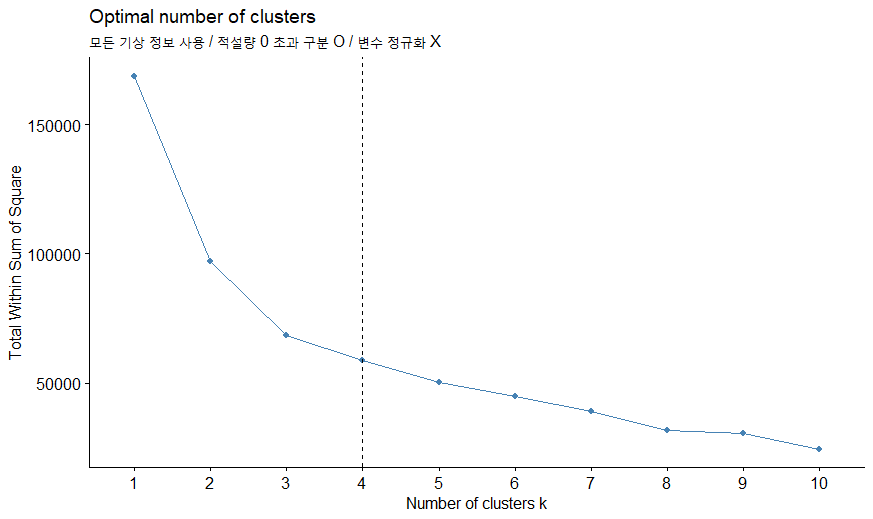 Optimal number of clusters
모든 기상 정보 사용 / 적설량 0 초과 구분 O / 변수 정규화 X
Total Within Sum of Square
150000
100000
50000
1 2 3 4 5 6 7 8 9 10
Number of clusters k